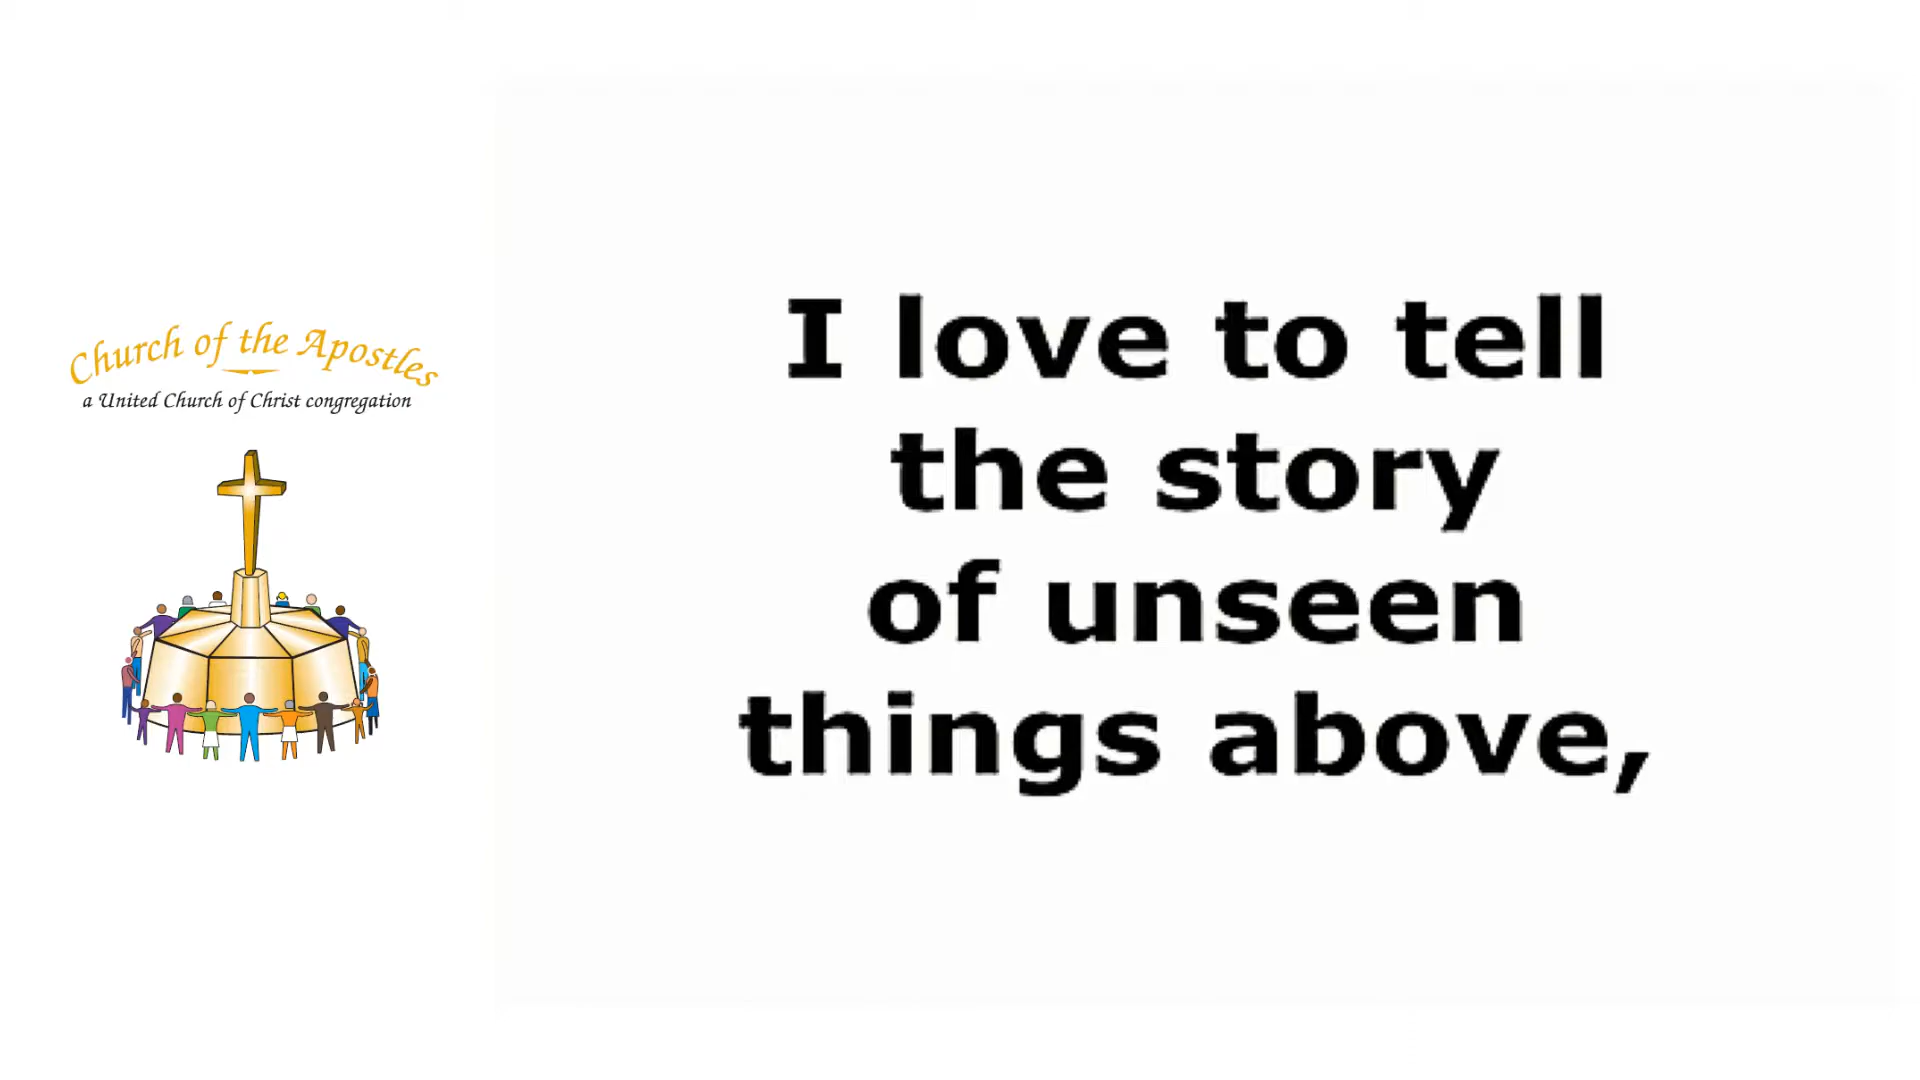 Church of the Apostles
a United Church of Christ congregation
I love to tell
the story
of unseen
things above,